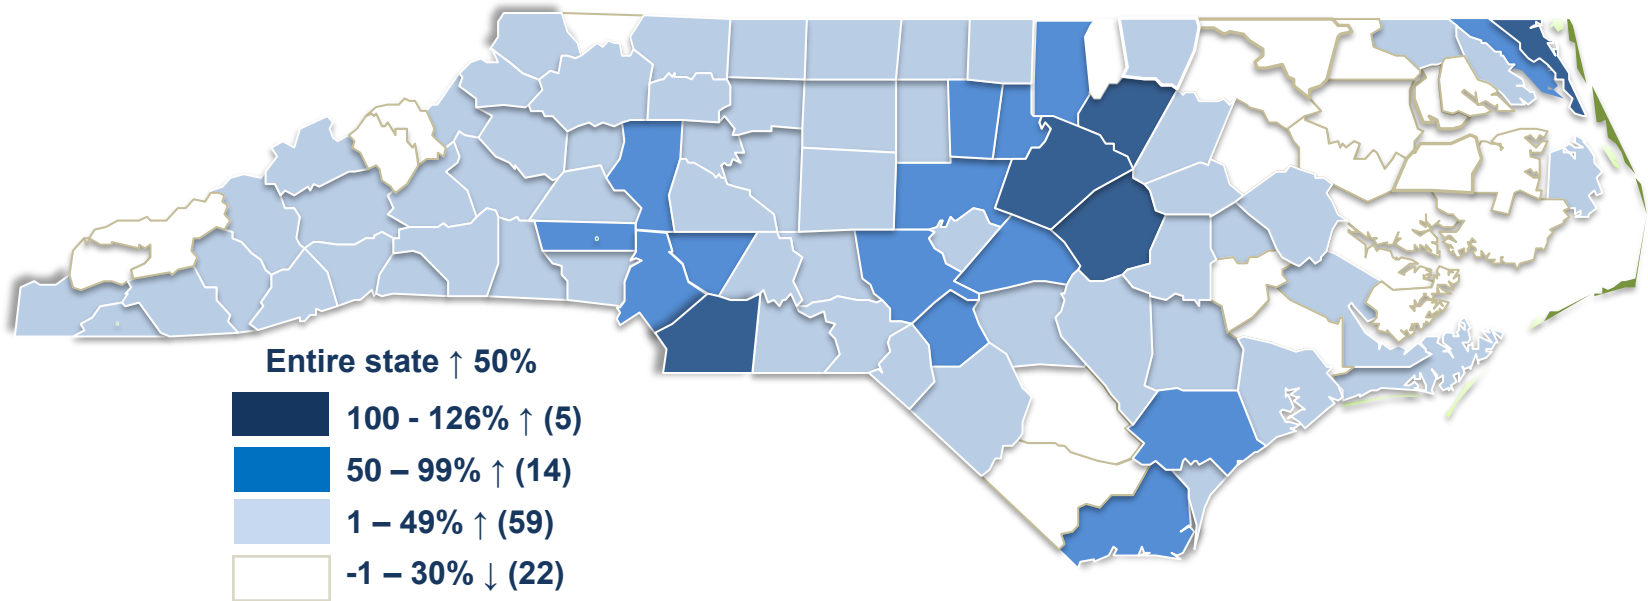 Entire state ↑ 50%
100 - 126% ↑ (5)
50 – 99% ↑ (14)
1 – 49% ↑ (59)
-1 – 30% ↓ (22)